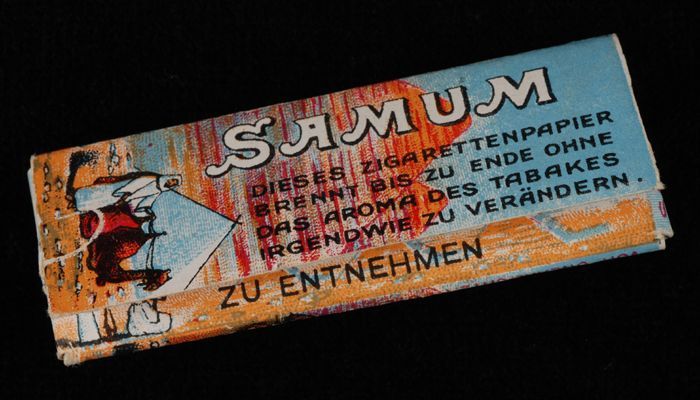 SAMUM
DIESES ZIGARETTENPAPIER
BRENNT BIS ZU ENDE OHNE
DAS AROMA DES TABAKES
IRGENDWIE ZU VERÄNDERN.
ZU ENTNEHMEN